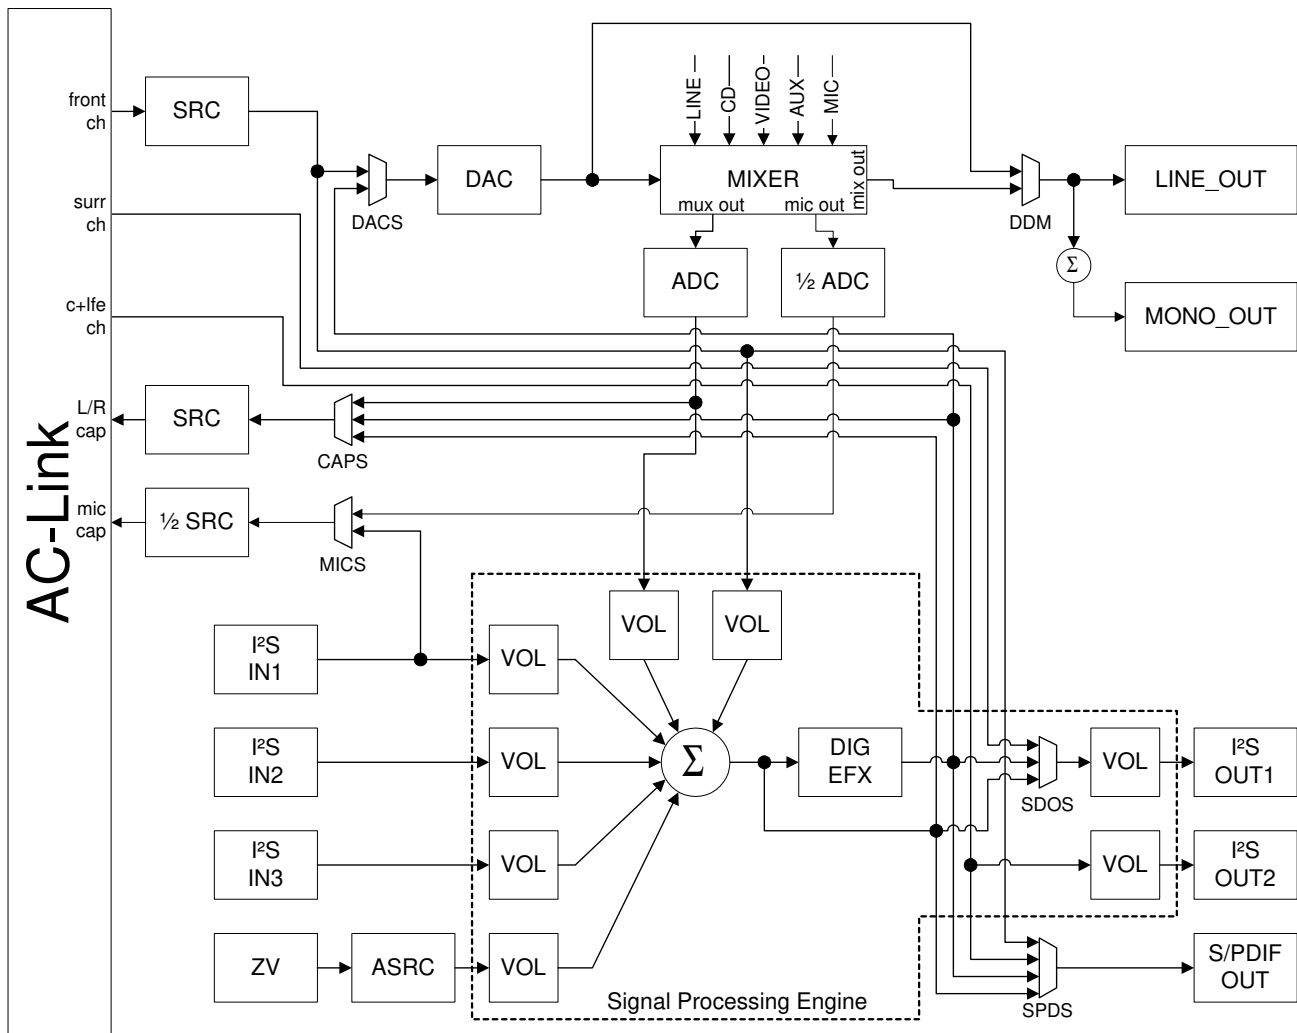 AC-Link
front
ch
SRC
surr
ch
c+lfe
ch
L/R
cap
SRC
mic
cap
½ SRC
DACS
DAC
LINE
CD
VIDEO
AUX
MIC
MIXER
mix out
mux out
mic out
ADC
½ ADC
DDM
LINE_OUT
Σ
MONO_OUT
CAPS
MICS
I²S
IN1
VOL
VOL
VOL
I²S
IN2
VOL
Σ
DIG
EFX
SDOS
VOL
I²S
OUT1
I²S
IN3
VOL
VOL
I²S
OUT2
ZV
ASRC
VOL
Signal Processing Engine
SPDS
S/PDIF
OUT